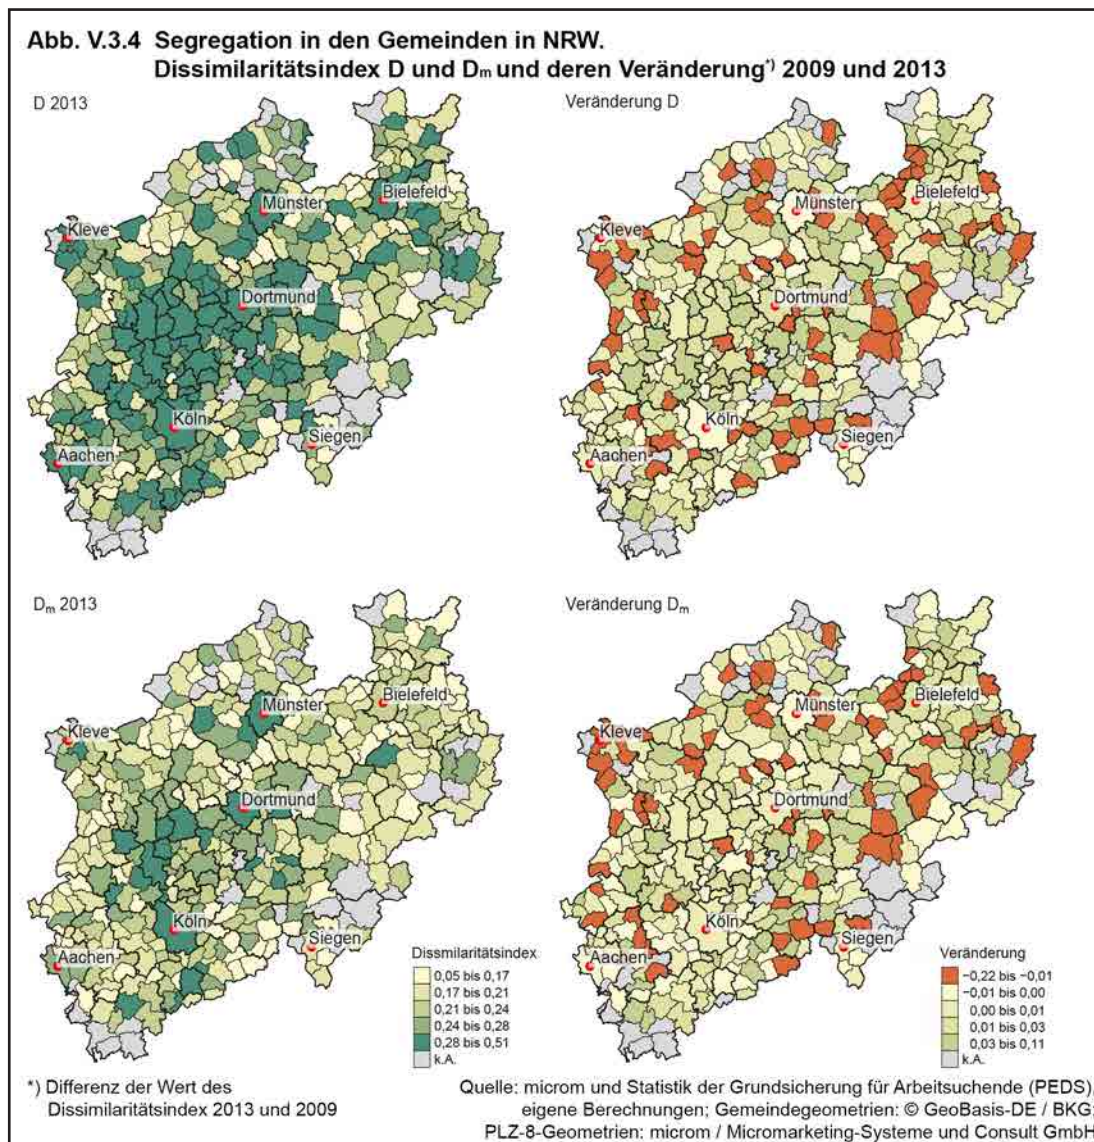 Abb. V.3.4 Segregation in den Gemeinden in NRW.
Dissimilaritätsindex D und Dm und deren Veränderung*) 2009 und 2013
D 2013
Kleve
Münster
Bielefeld
Dortmund
Köln
Aachen
Siegen
Veränderung D
Kleve
Münster
Bielefeld
Dortmund
Köln
Aachen
Siegen
Dm 2013
Kleve
Münster
Bielefeld
Dortmund
Köln
Aachen
Siegen
Dissmilaritätsindex
0,05 bis 0,17
0,17 bis 0,21
0,21 bis 0,24
0,24 bis 0,28
0,28 bis 0,51
k.A.
Veränderung Dm
Kleve
Münster
Bielefeld
Dortmund
Köln
Aachen
Siegen
Veränderung
−0,22 bis −0,01
−0,01 bis 0,00
0,00 bis 0,01
0,01 bis 0,03
0,03 bis 0,11
k.A.
*) Differenz der Wert des
Dissimilaritätsindex 2013 und 2009
Quelle: microm und Statistik der Grundsicherung für Arbeitsuchende (PEDS),
eigene Berechnungen; Gemeindegeometrien: © GeoBasis-DE / BKG;
PLZ-8-Geometrien: microm / Micromarketing-Systeme und Consult GmbH